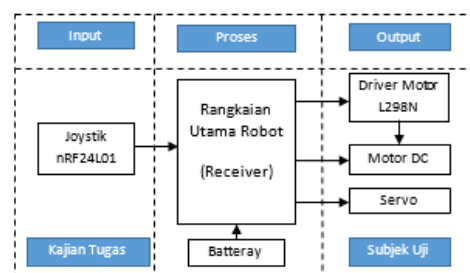 Input
Proses
Output
Joystik
nRF24L01
Rangkaian
Utama Robot
(Receiver)
Driver Motor
L298N
Motor DC
Servo
Kajian Tugas
Batteray
Subjek Uji